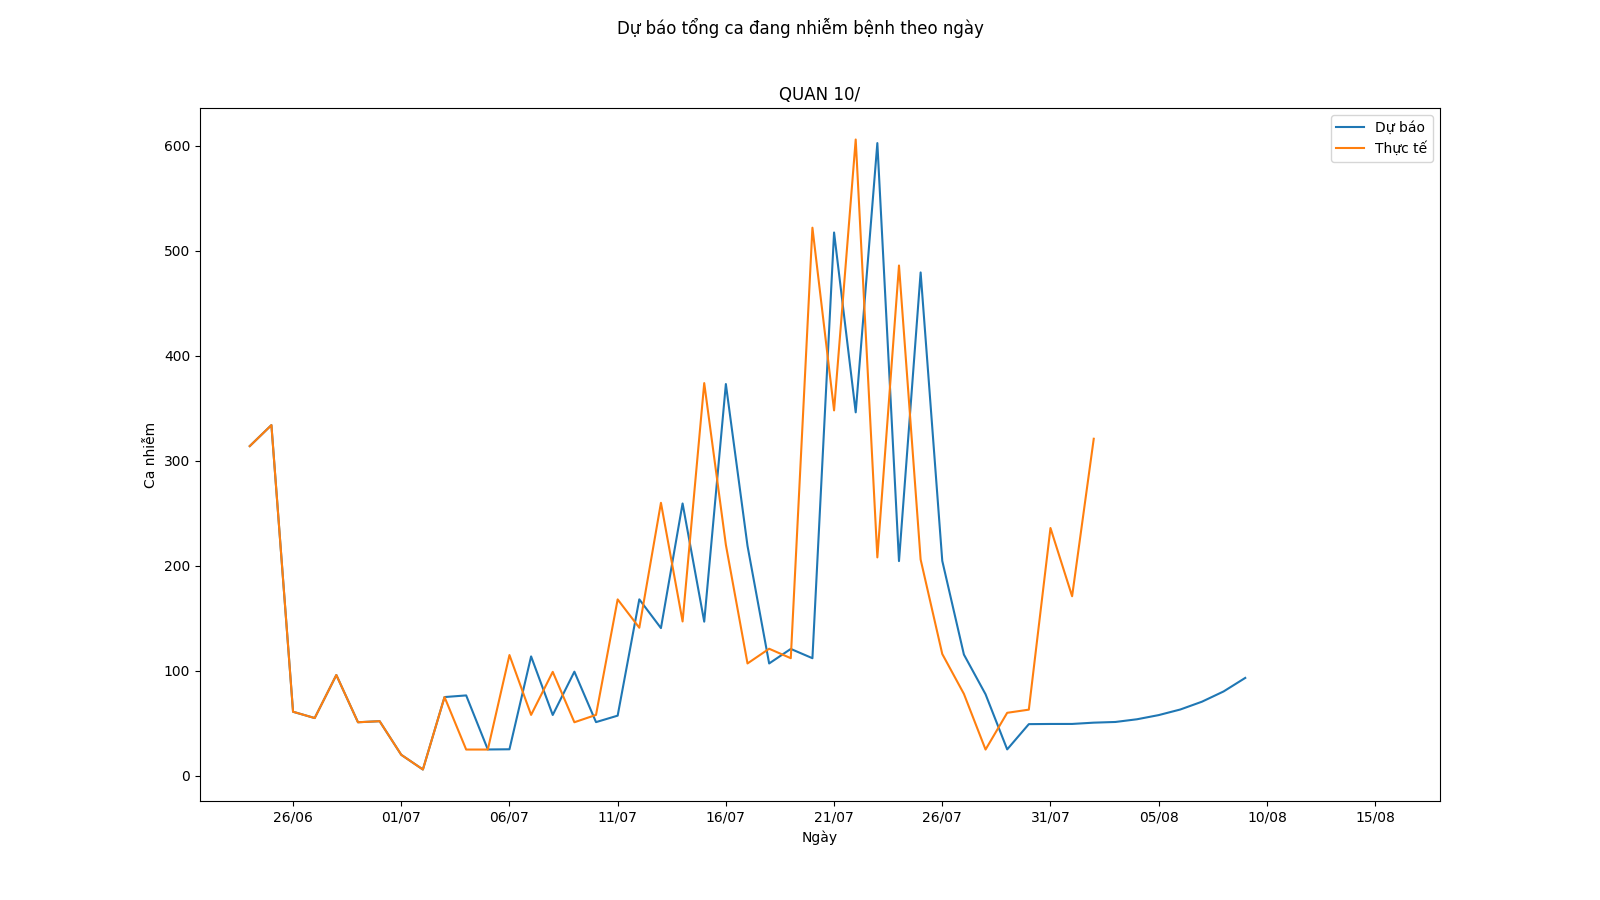 Dự báo tổng ca đang nhiễm bệnh theo ngày
QUAN 10/
Dự báo
Thực tế
600
500
400
300
200
100
0
Ca nhiễm
26/06 01/07 06/07 11/07 16/07 21/07 26/07 31/07 05/08 10/08 15/08
Ngày